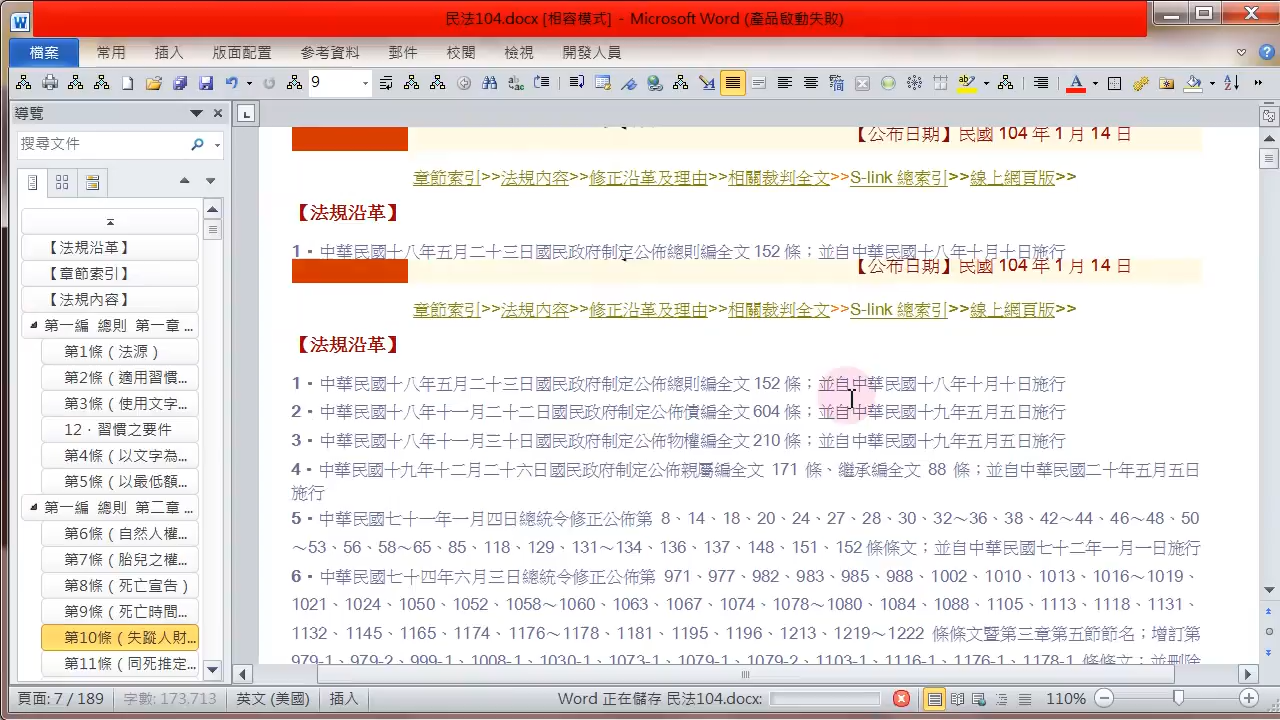 民法104.docx [相容模式] - Microsoft Word (產品啟動失敗)
檔案 常用 插入 版面配置 參考資料 郵件 校閱 檢視 開發人員
9
導覽
搜尋文件
【法規沿革】
【章節索引】
【法規內容】
第一編 總則 第一章 ...
第1條（法源）
第2條（適用習慣...
第3條（使用文字...
12．習慣之要件
第4條（以文字為...
第5條（以最低額...
第一編 總則 第二章 ...
第6條（自然人權...
第7條（胎兒之權...
第8條（死亡宣告）
第9條（死亡時間...
第10條（失蹤人財...
第11條（同死推定...
【公布日期】民國 104 年 1 月 14 日
章節索引>>法規內容>>修正沿革及理由>>相關裁判全文>>S-link 總索引>>線上網頁版>>
【法規沿革】
1‧中華民國十八年五月二十三日國民政府制定公佈總則編全文 152 條；並自中華民國十八年十月十日施行
【公布日期】民國 104 年 1 月 14 日
章節索引>>法規內容>>修正沿革及理由>>相關裁判全文>>S-link 總索引>>線上網頁版>>
【法規沿革】
1‧中華民國十八年五月二十三日國民政府制定公佈總則編全文 152 條；並自中華民國十八年十月十日施行
2‧中華民國十八年十一月二十二日國民政府制定公佈債編全文 604 條；並自中華民國十九年五月五日施行
3‧中華民國十八年十一月三十日國民政府制定公佈物權編全文 210 條；並自中華民國十九年五月五日施行
4‧中華民國十九年十二月二十六日國民政府制定公佈親屬編全文 171 條、繼承編全文 88 條；並自中華民國二十年五月五日
施行
5‧中華民國七十一年一月四日總統令修正公佈第 8、14、18、20、24、27、28、30、32～36、38、42～44、46～48、50
～53、56、58～65、85、118、129、131～134、136、137、148、151、152 條條文；並自中華民國七十二年一月一日施行
6‧中華民國七十四年六月三日總統令修正公佈第 971、977、982、983、985、988、1002、1010、1013、1016～1019、
1021、1024、1050、1052、1058～1060、1063、1067、1074、1078～1080、1084、1088、1105、1113、1118、1131、
1132、1145、1165、1174、1176～1178、1181、1195、1196、1213、1219～1222 條條文暨第三章第五節節名；增訂第
979-1、979-2、999-1、1008-1、1030-1、1073-1、1079-1、1079-2、1103-1、1116-1、1176-1、1178-1 條條文；並刪除
頁面: 7 / 189 字數: 173,713 英文 (美國) 插入 Word 正在儲存 民法104.docx: 110%